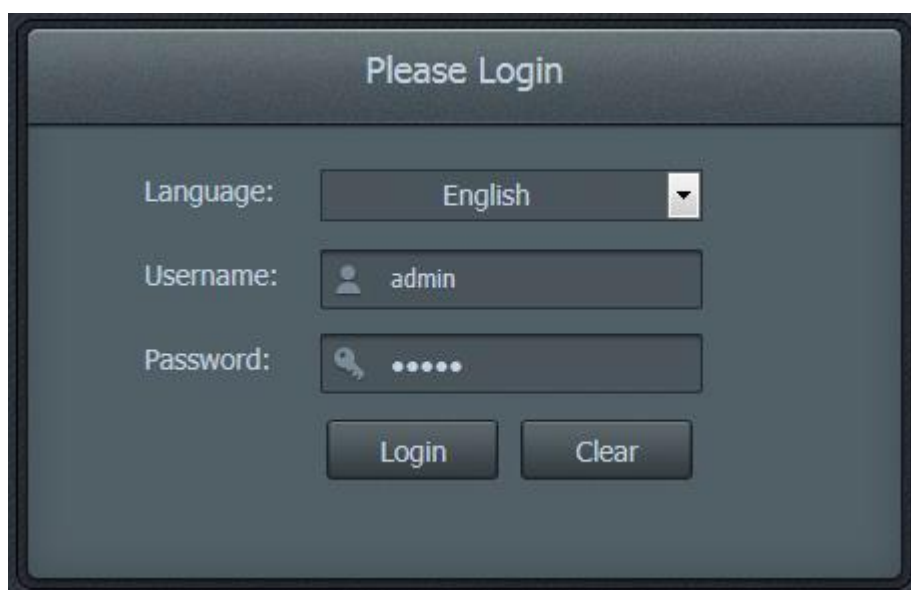 Please Login
Language: English
Username: admin
Password: •••••
Login Clear